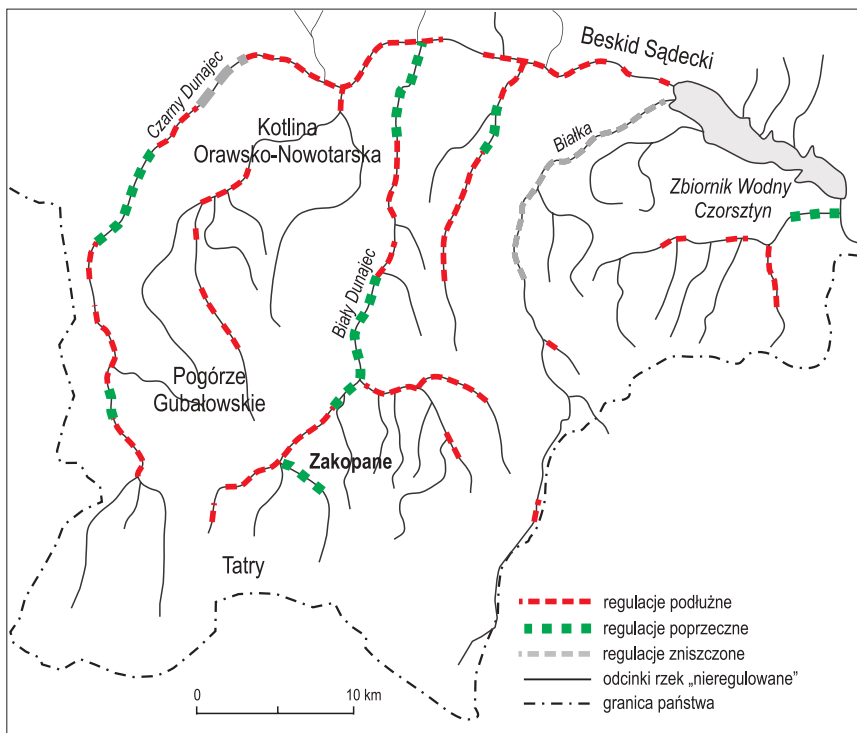 Beskid Sądecki
Czarny Dunajec
Kotlina
Orawsko-Nowotarska
Białka
Zbiornik Wodny
Czorsztyn
Biały Dunajec
Pogórze
Gubałowskie
Zakopane
Tatry
regulacje podłużne
regulacje poprzeczne
regulacje zniszczone
odcinki rzek „nieregulowane”
granica państwa
0 10 km